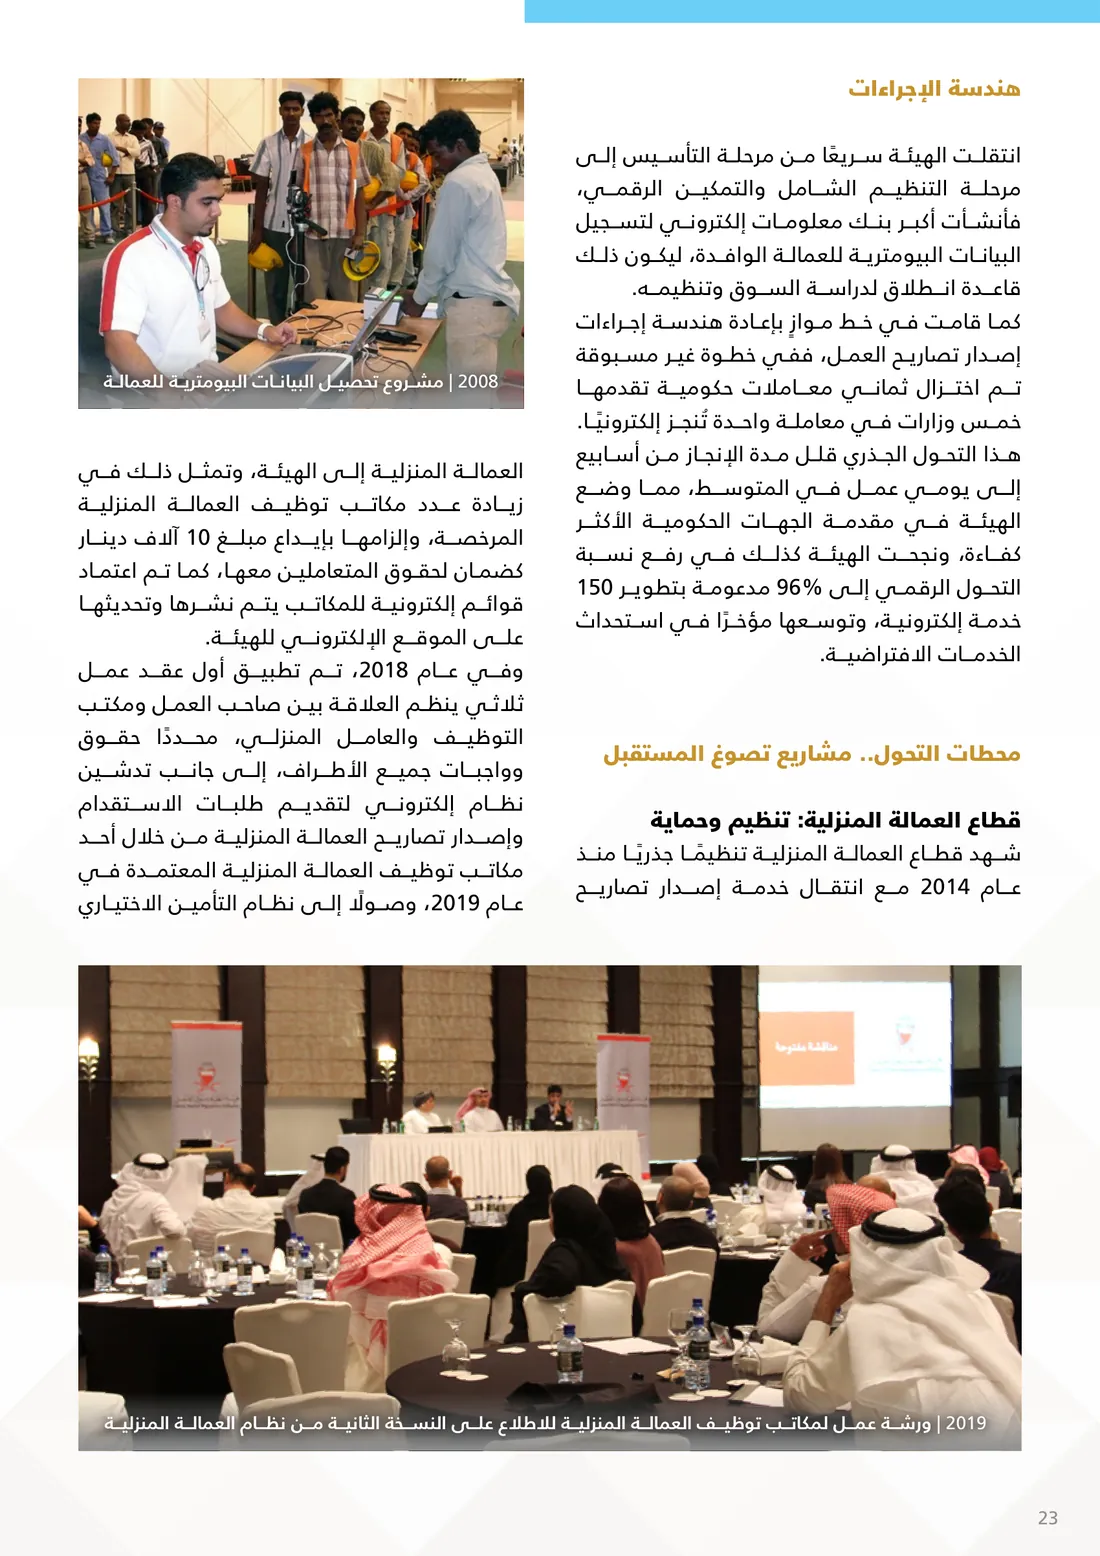 هندسة الإجراءات
انتقلت الهيئة سريعًا من مرحلة التأسيس إلى
مرحلة التنظيم الشامل والتمكين الرقمي،
فأنشأت أكبر بنك معلومات إلكتروني لتسجيل
البيانات البيومترية للعمالة الوافدة، ليكون ذلك
قاعدة انطلاق لدراسة السوق وتنظيمه.
كما قامت في خط موازٍ بإعادة هندسة إجراءات
إصدار تصاريح العمل، ففي خطوة غير مسبوقة
تم اختزال ثماني معاملات حكومية تقدمها
خمس وزارات في معاملة واحدة تُنجز إلكترونيًا.
هذا التحول الجذري قلل مدة الإنجاز من أسابيع
إلى يومي عمل في المتوسط، مما وضع
الهيئة في مقدمة الجهات الحكومية الأكثر
كفاءة، ونجحت الهيئة كذلك في رفع نسبة
التحول الرقمي إلى 96% مدعومة بتطوير 150
خدمة إلكترونية، وتوسعها مؤخرًا في استحداث
الخدمات الافتراضية.
محطات التحول.. مشاريع تصوغ المستقبل
قطاع العمالة المنزلية: تنظيم وحماية
شهد قطاع العمالة المنزلية تنظيمًا جذريًا منذ
عام 2014 مع انتقال خدمة إصدار تصاريح
2008 | مشروع تحصيل البيانات البيومترية للعمالة
العمالة المنزلية إلى الهيئة، وتمثل ذلك في
زيادة عدد مكاتب توظيف العمالة المنزلية
المرخصة، وإلزامها بإيداع مبلغ 10 آلاف دينار
كضمان لحقوق المتعاملين معها، كما تم اعتماد
قوائم إلكترونية للمكاتب يتم نشرها وتحديثها
على الموقع الإلكتروني للهيئة.
وفي عام 2018، تم تطبيق أول عقد عمل
ثلاثي ينظم العلاقة بين صاحب العمل ومكتب
التوظيف والعامل المنزلي، محددًا حقوق
وواجبات جميع الأطراف، إلى جانب تدشين
نظام إلكتروني لتقديم طلبات الاستقدام
وإصدار تصاريح العمالة المنزلية من خلال أحد
مكاتب توظيف العمالة المنزلية المعتمدة في
عام 2019، وصولًا إلى نظام التأمين الاختياري
مناقشة مفتوحة
2019 | ورشة عمل لمكاتب توظيف العمالة المنزلية للاطلاع على النسخة الثانية من نظام العمالة المنزلية
23